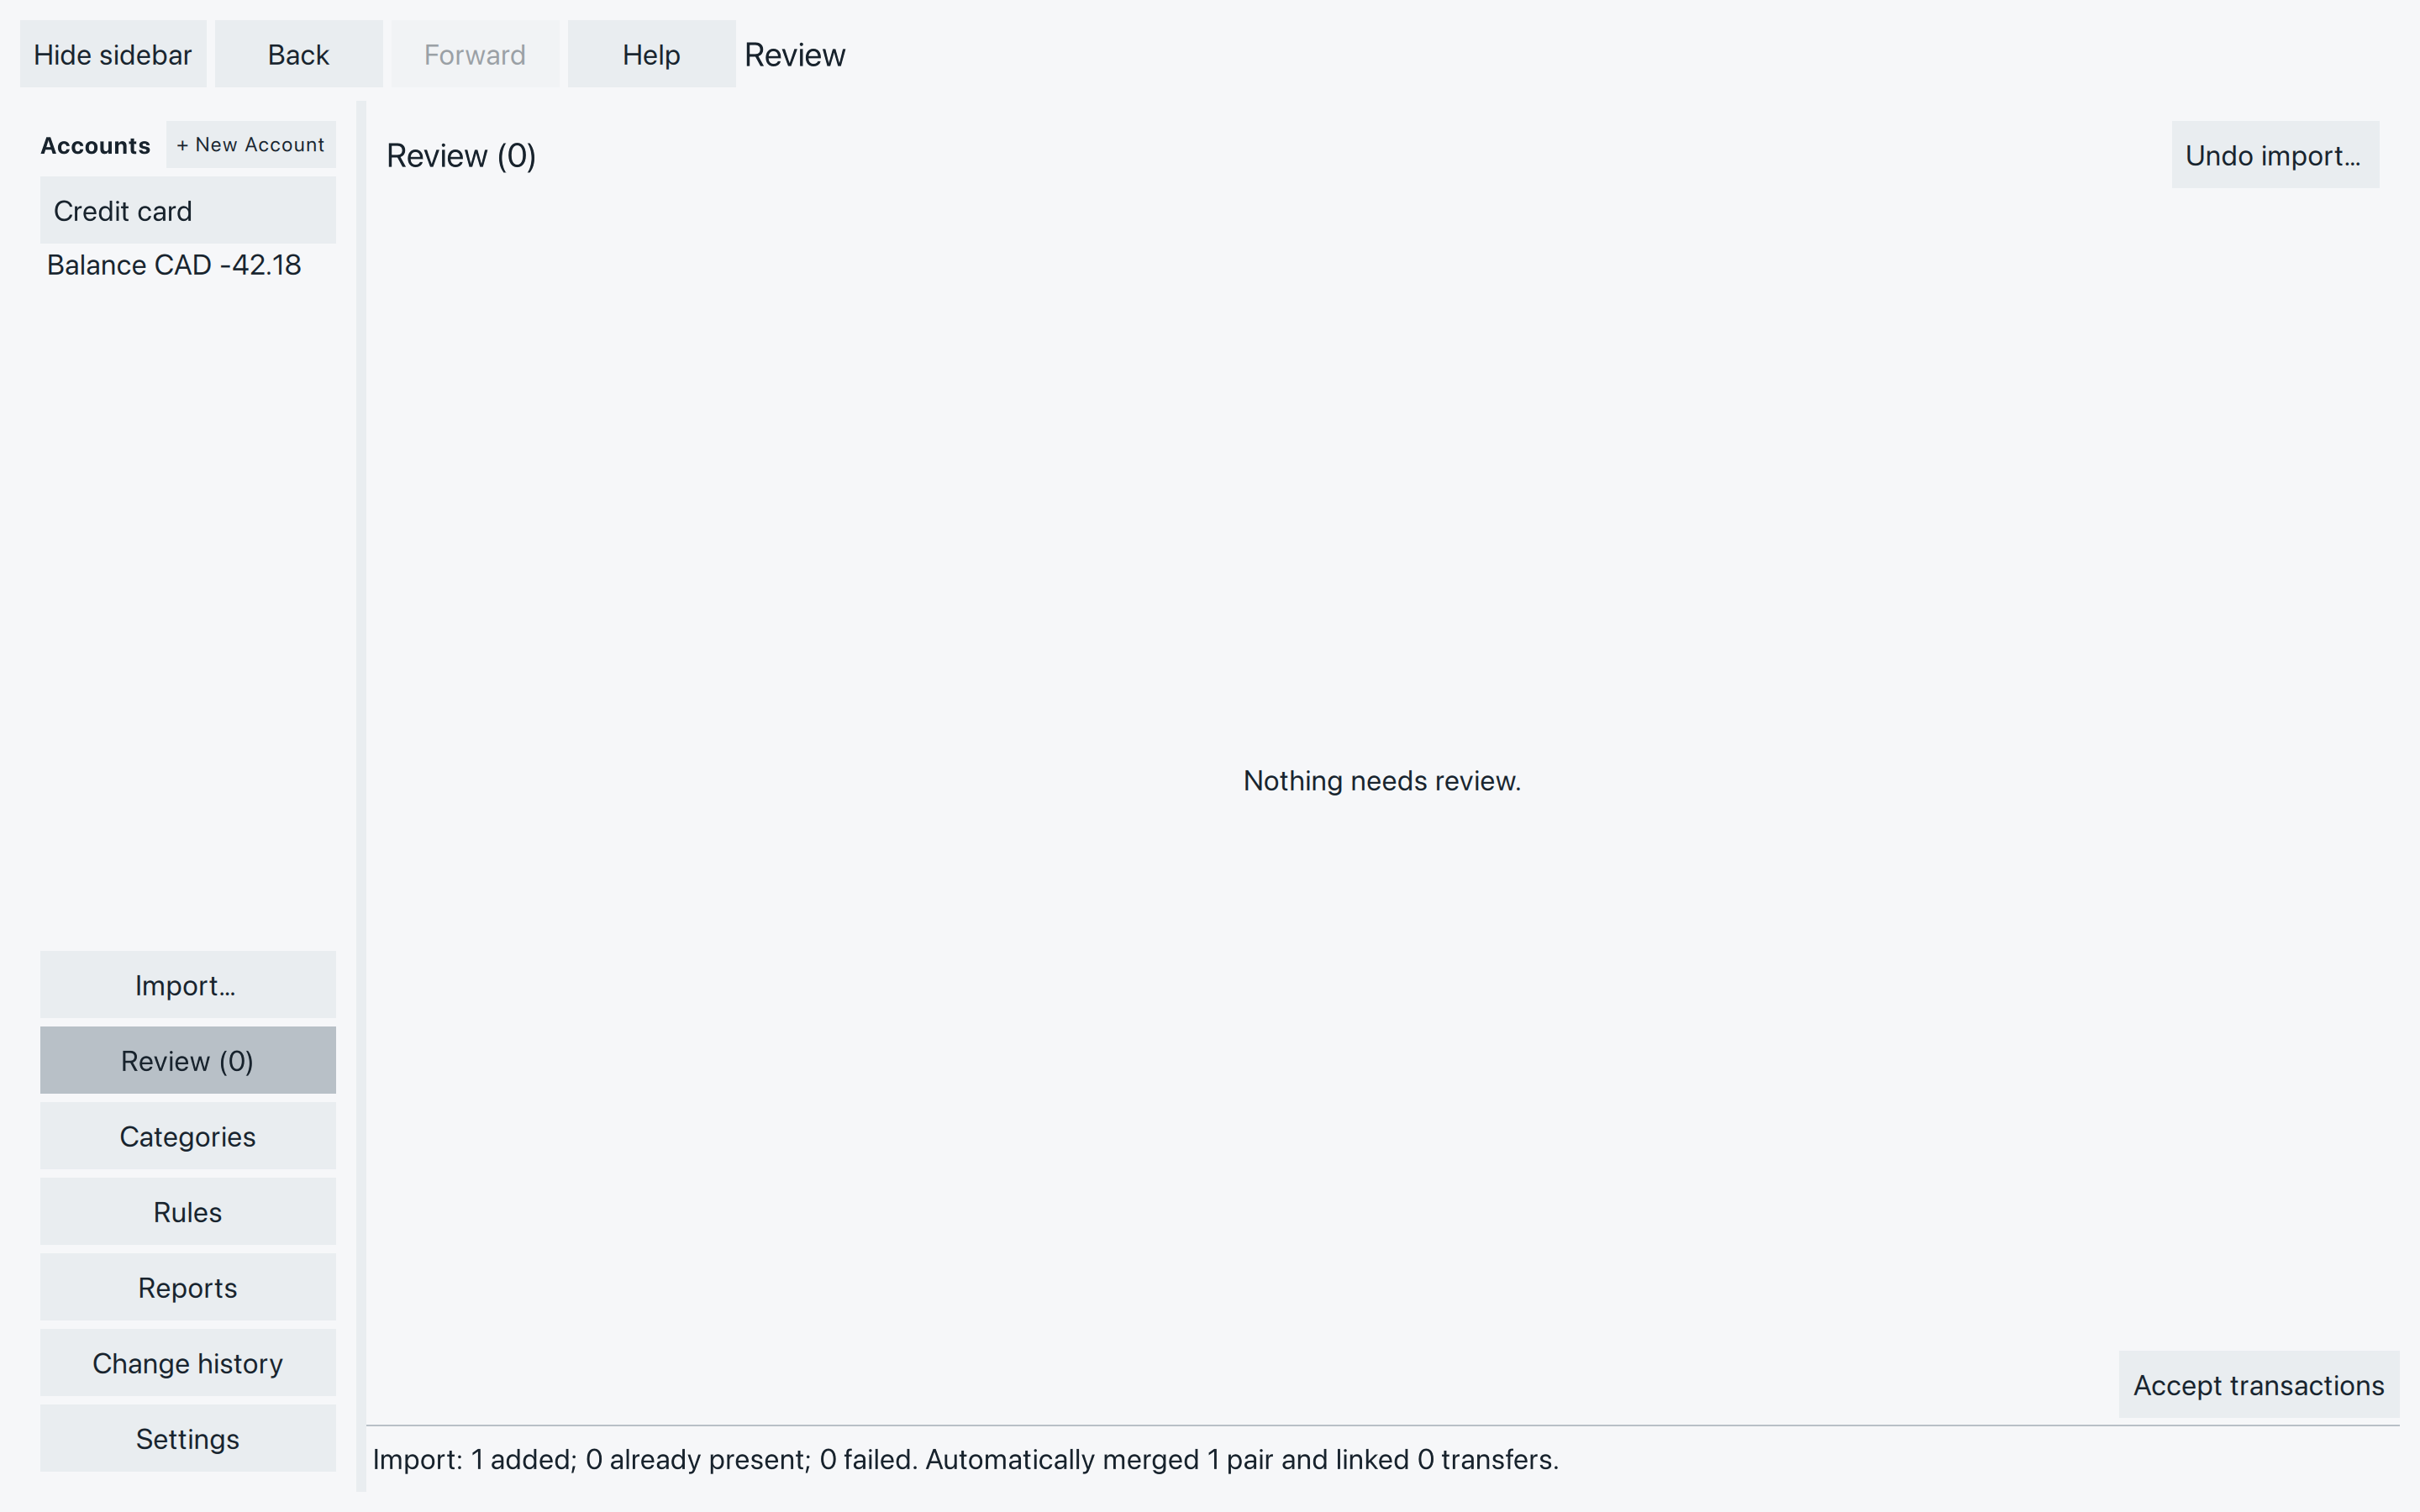 Hide sidebar
Back
Forward
Help
Review
Accounts
+ New Account
Credit card
Balance CAD -42.18
Import...
Review (0)
Categories
Rules
Reports
Change history
Settings
Review (0)
Undo import...
Nothing needs review.
Accept transactions
Import: 1 added; 0 already present; 0 failed. Automatically merged 1 pair and linked 0 transfers.